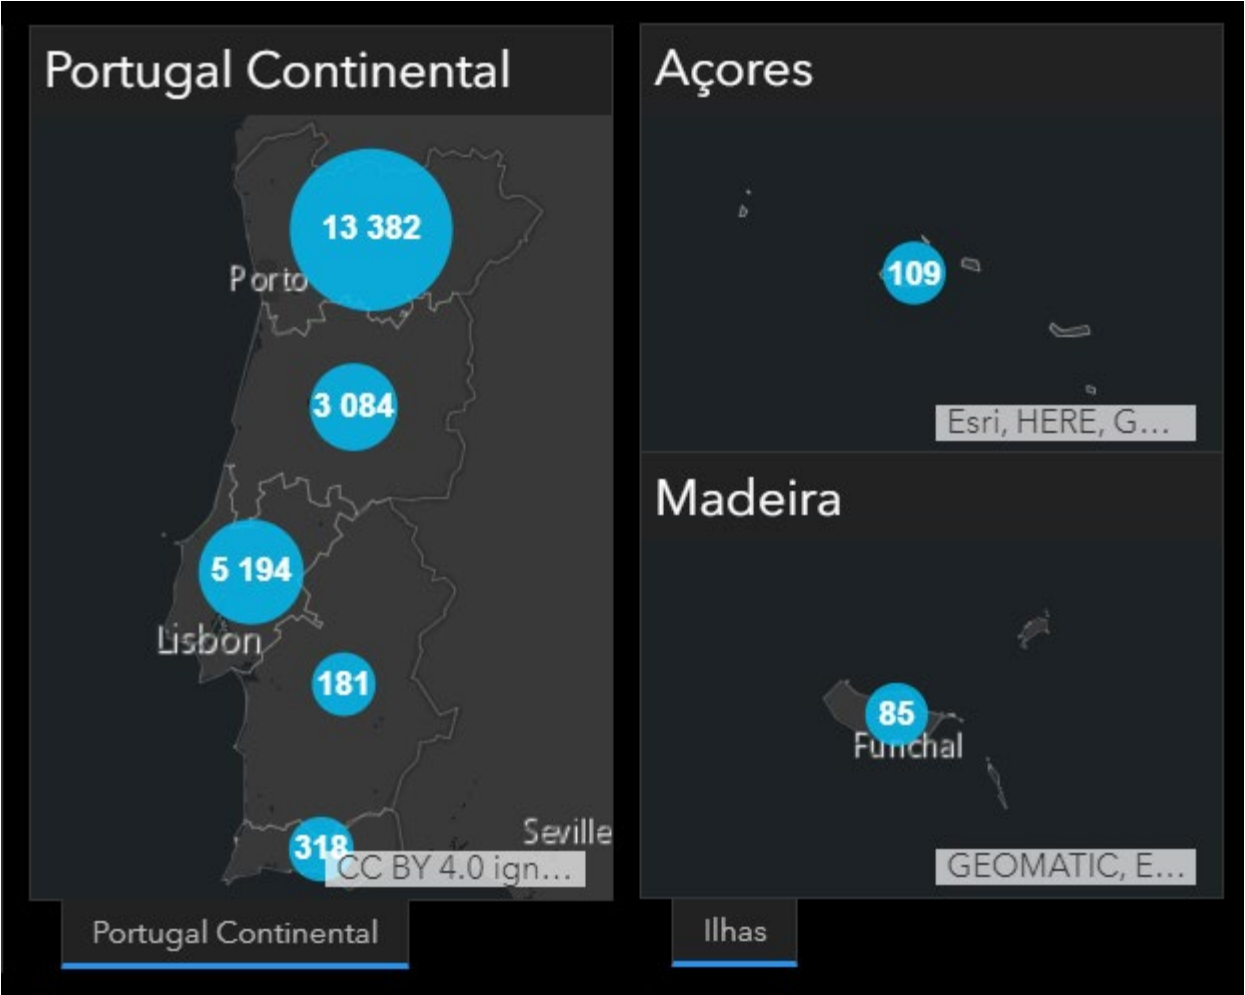 Portugal Continental
13 382
Porto
3 084
5 194
Lisbon
181
318
Seville
CC BY 4.0 ign...
Portugal Continental
Açores
109
Esri, HERE, G...
Madeira
85
Funchal
GEOMATIC, E...
Ilhas